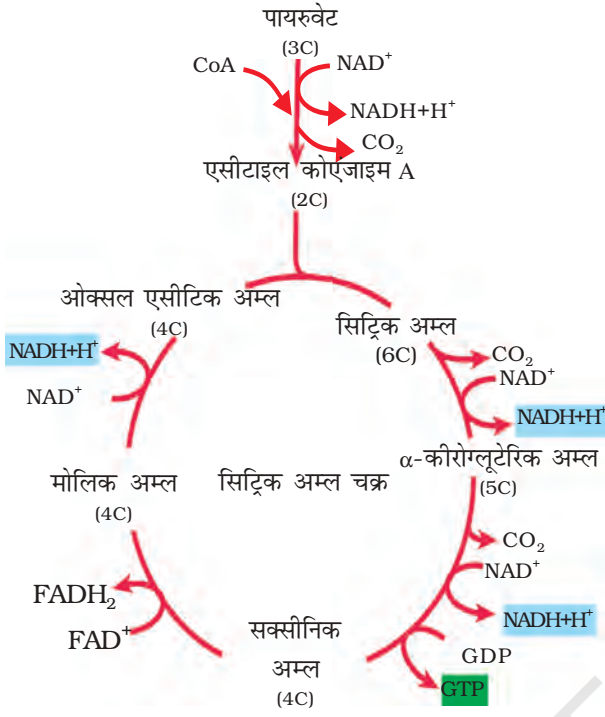 पायरुवेट
(3C)
CoA
NAD⁺
NADH+H⁺
CO₂
एसीटाइल कोएंजाइम A
(2C)
ओक्सल एसीटिक अम्ल
(4C)
सिट्रिक अम्ल
(6C)
NADH+H⁺
NAD⁺
CO₂
NAD⁺
NADH+H⁺
मोलिक अम्ल
(4C)
सिट्रिक अम्ल चक्र
α-कीरोग्लूटेरिक अम्ल
(5C)
CO₂
NAD⁺
NADH+H⁺
FADH₂
FAD⁺
सक्सीनिक
अम्ल
(4C)
GDP
GTP